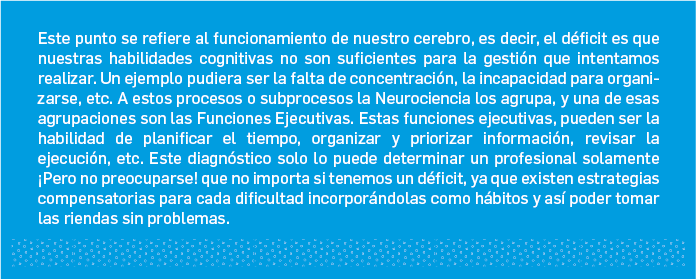 Este punto se refiere al funcionamiento de nuestro cerebro, es decir, el déficit es que
nuestras habilidades cognitivas no son suficientes para la gestión que intentamos
realizar. Un ejemplo pudiera ser la falta de concentración, la incapacidad para organi-
zarse, etc. A estos procesos o subprocesos la Neurociencia los agrupa, y una de esas
agrupaciones son las Funciones Ejecutivas. Estas funciones ejecutivas, pueden ser la
habilidad de planificar el tiempo, organizar y priorizar información, revisar la
ejecución, etc. Este diagnóstico solo lo puede determinar un profesional solamente
¡Pero no preocuparse! que no importa si tenemos un déficit, ya que existen estrategias
compensatorias para cada dificultad incorporándolas como hábitos y así poder tomar
las riendas sin problemas.